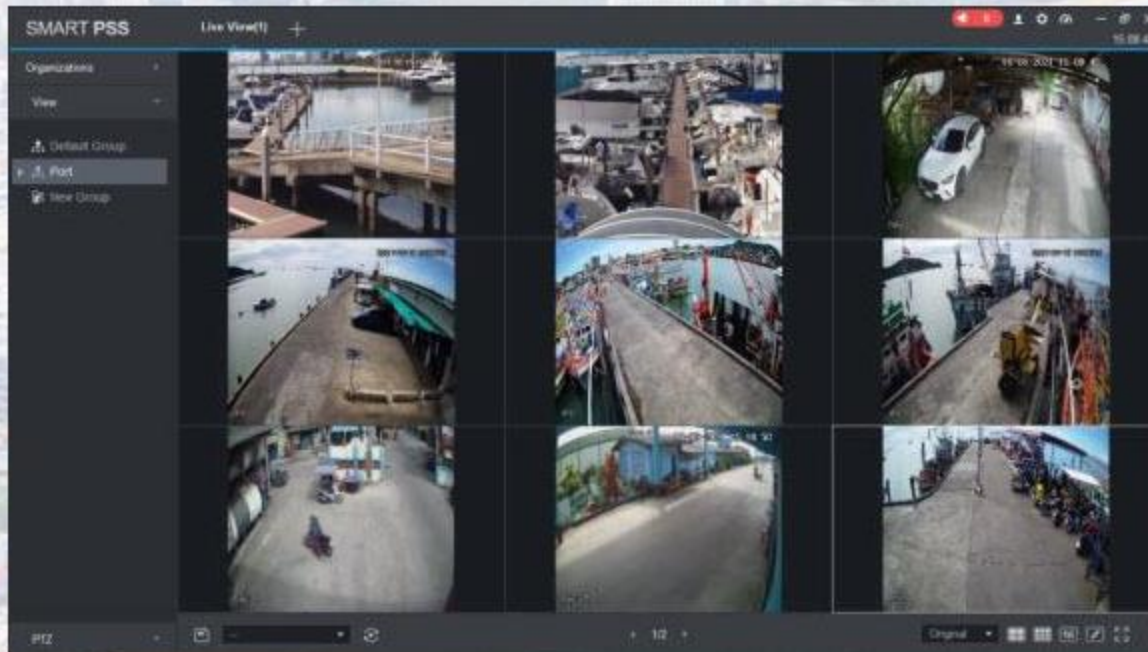 SMART PSS
Live View(1)
Organizations
View
Default Group
Port
New Group
PTZ
1/2
Original